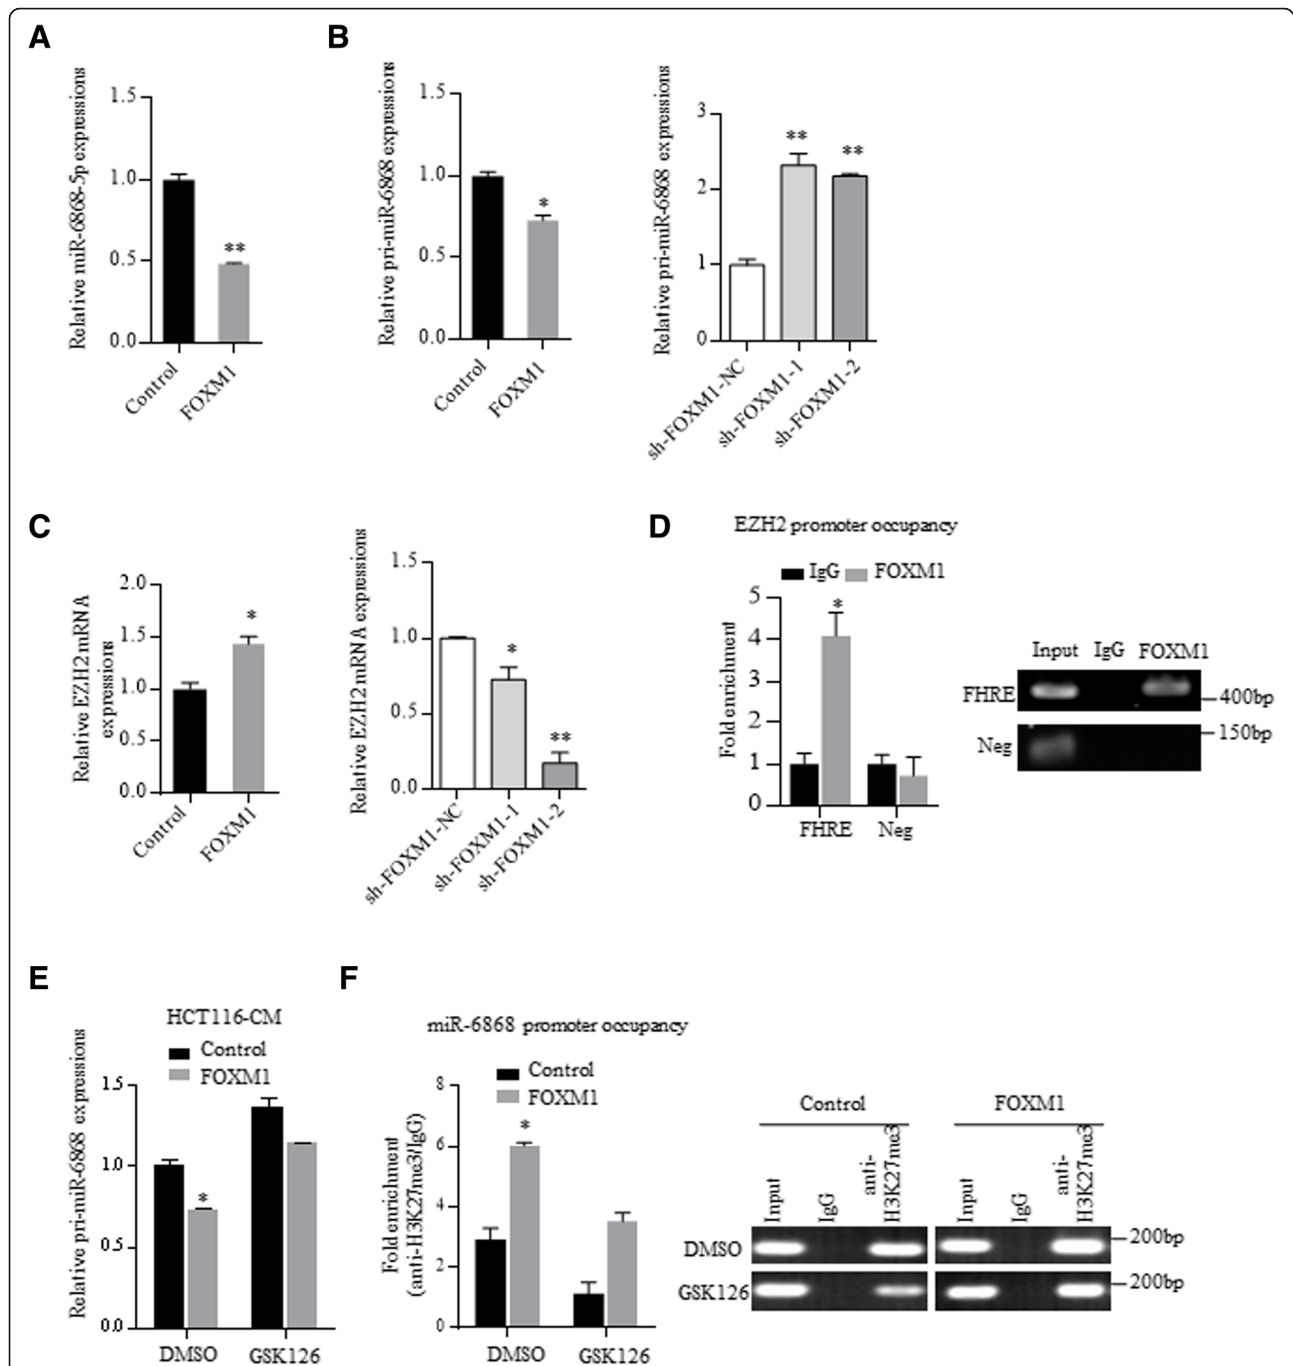 A
Relative miR-6868-5p expressions
1.5
1.0
0.5
0.0
**
Control
FOXM1
B
Relative pri-miR-6868 expressions
1.5
1.0
0.5
0.0
*
Control
FOXM1
Relative pri-miR-6868 expressions
3
2
1
0
**
**
sh-FOXM1-NC
sh-FOXM1-1
sh-FOXM1-2
C
Relative EZH2 mRNA
expressions
2.0
1.5
1.0
0.5
0.0
*
Control
FOXM1
Relative EZH2 mRNA expressions
1.5
1.0
0.5
0.0
*
**
sh-FOXM1-NC
sh-FOXM1-1
sh-FOXM1-2
D
EZH2 promoter occupancy
IgG FOXM1
Fold enrichment
5
4
3
2
1
0
*
FHRE Neg
Input IgG FOXM1
FHRE
400bp
150bp
Neg
E
HCT116-CM
Control
FOXM1
Relative pri-miR-6868 expressions
1.5
1.0
0.5
0.0
*
DMSO GSK126
F
miR-6868 promoter occupancy
Control
FOXM1
Fold enrichment
(anti-H3K27me3/IgG)
8
6
4
2
0
*
DMSO GSK126
Control FOXM1
Input
IgG
anti-
H3K27me3
Input
IgG
anti-
H3K27me3
DMSO
200bp
GSK126
200bp